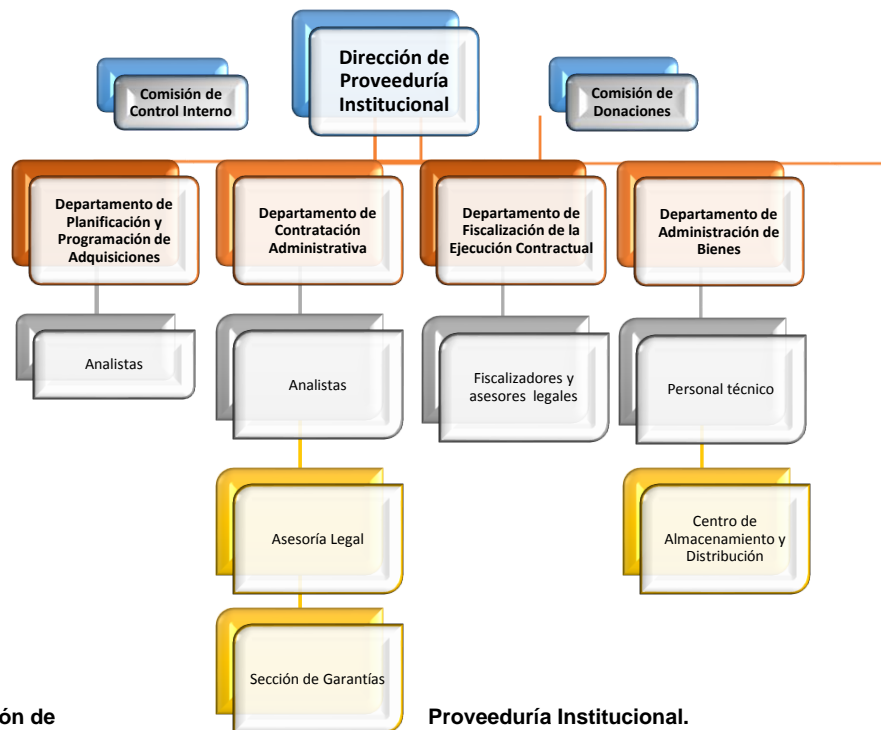 Dirección de
Proveeduría
Institucional
Comisión de
Control Interno
Comisión de
Donaciones
Departamento de
Planificación y
Programación de
Adquisiciones
Departamento de
Contratación
Administrativa
Departamento de
Fiscalización de la
Ejecución Contractual
Departamento de
Administración de
Bienes
Analistas
Analistas
Fiscalizadores y
asesores legales
Personal técnico
Asesoría Legal
Centro de
Almacenamiento y
Distribución
Sección de Garantías
ón de
Proveeduría Institucional.